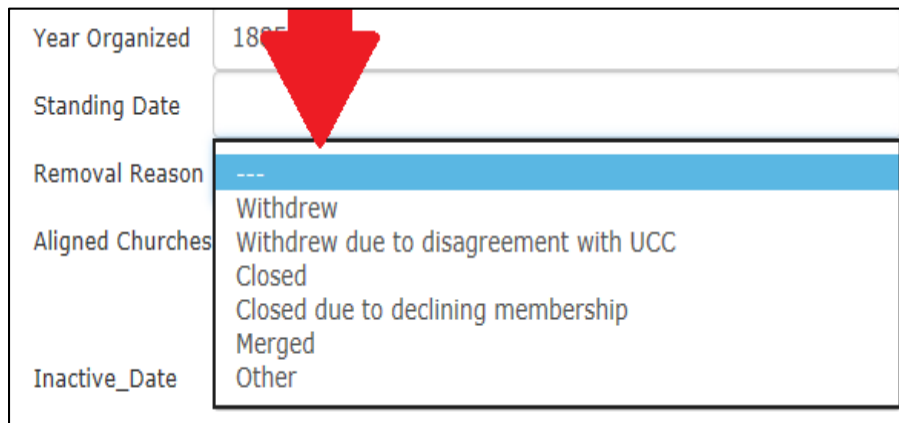 Year Organized
Standing Date
Removal Reason ---
Withdrew
Aligned Churches Withdrew due to disagreement with UCC
Closed
Closed due to declining membership
Merged
Inactive_Date Other